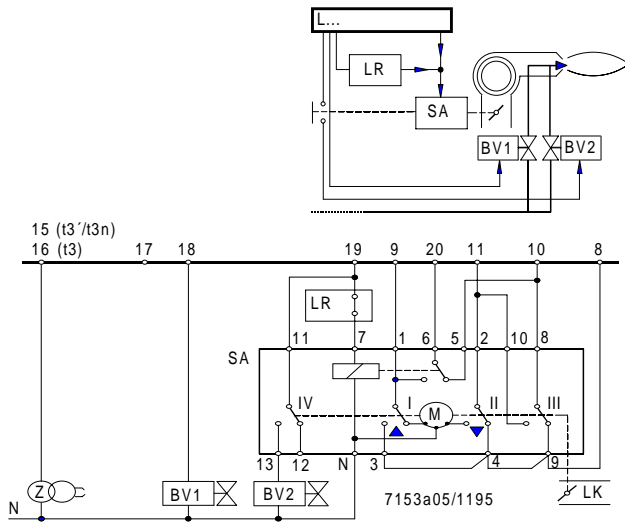 L...
LR
SA
BV1
BV2
15 (t3´/t3n)
16 (t3) 17 18 19 9 20 11 10 8
LR
11 7 1 6 5 2 10 8
SA
IV I M II III
13 12 N 3 4 9
Z BV1 BV2 7153a05/1195 LK
N